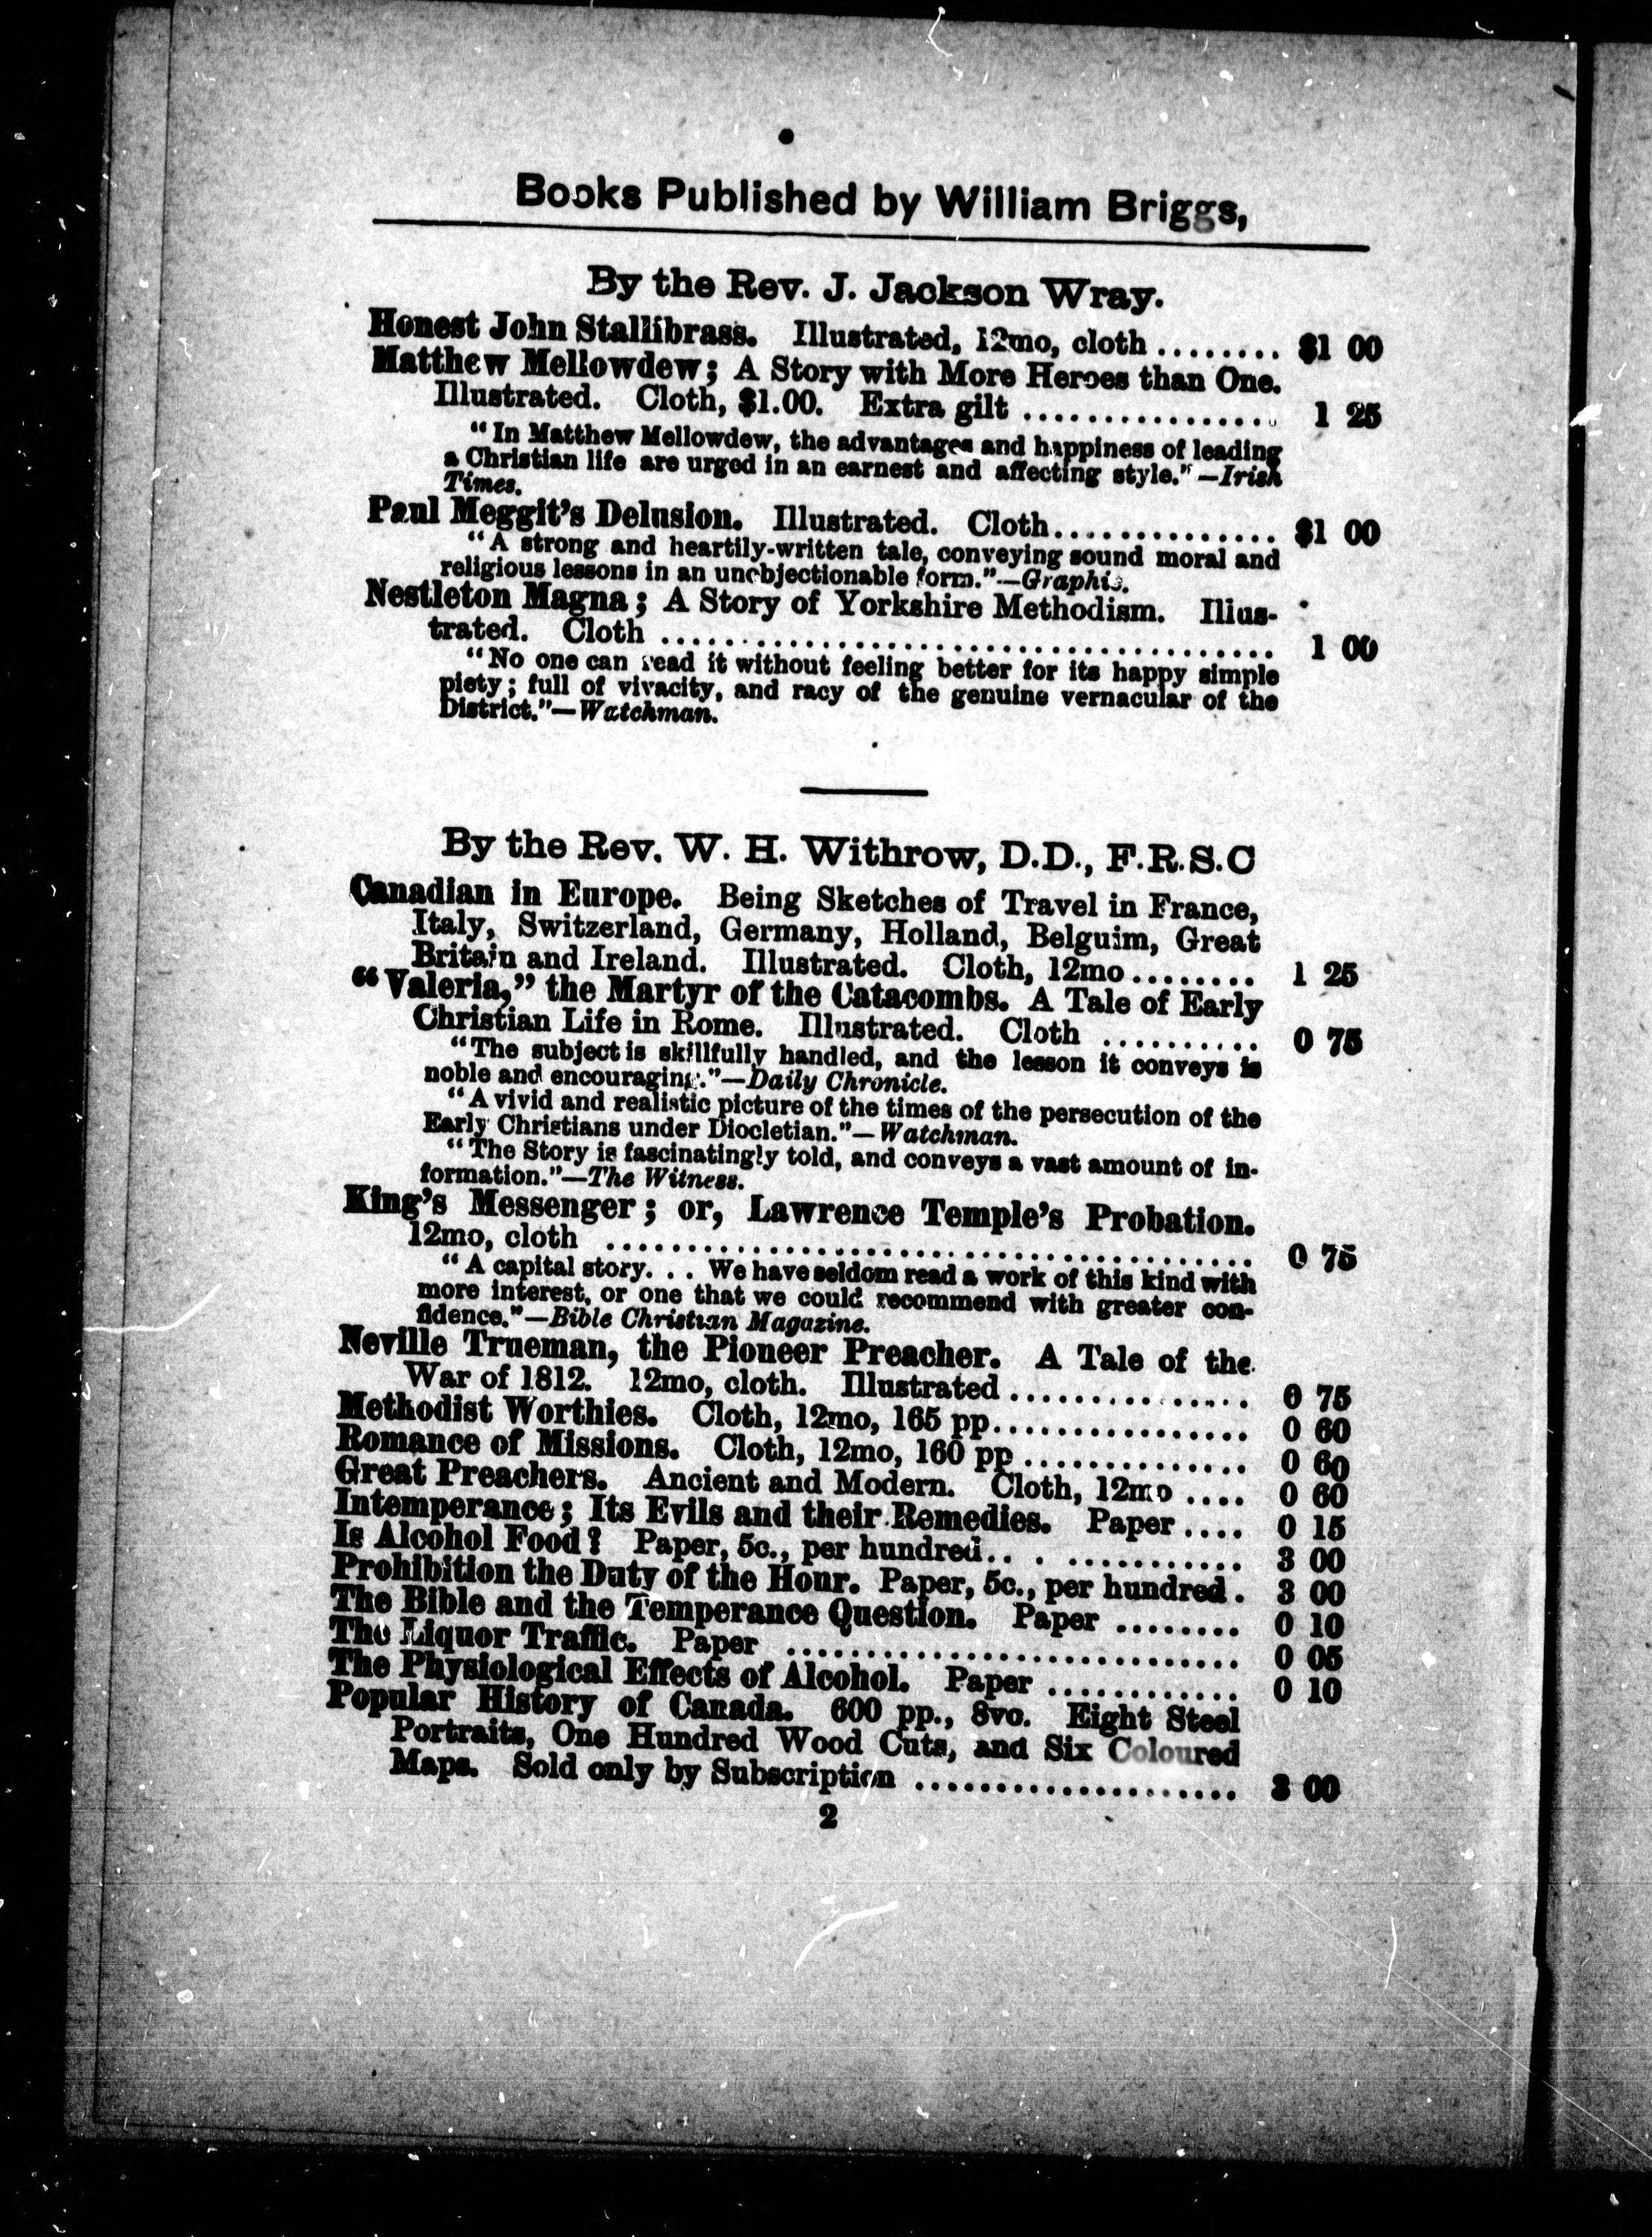 Books Published by William Briggs,
By the Rev. J. Jackson Wray.
Honest John Stallibrass. Illustrated, 12mo, cloth ........ $1 00
Matthew Mellowdew; A Story with More Heroes than One.
Illustrated. Cloth, $1.00. Extra gilt ................ 1 25
"In Matthew Mellowdew, the advantages and happiness of leading
a Christian life are urged in an earnest and affecting style."—Irish
Times.
Paul Meggit's Delusion. Illustrated. Cloth.............. $1 00
"A strong and heartily-written tale, conveying sound moral and
religious lessons in an unobjectionable form."—Graphic.
Nestleton Magna; A Story of Yorkshire Methodism. Illus-
trated. Cloth ...................................... 1 00
"No one can read it without feeling better for its happy simple
piety; full of vivacity, and racy of the genuine vernacular of the
District."—Watchman.
By the Rev. W. H. Withrow, D.D., F.R.S.C
Canadian in Europe. Being Sketches of Travel in France,
Italy, Switzerland, Germany, Holland, Belguim, Great
Britain and Ireland. Illustrated. Cloth, 12mo ........ 1 25
"Valeria," the Martyr of the Catacombs. A Tale of Early
Christian Life in Rome. Illustrated. Cloth .......... 0 75
"The subject is skillfully handled, and the lesson it conveys is
noble and encouraging."—Daily Chronicle.
"A vivid and realistic picture of the times of the persecution of the
Early Christians under Diocletian."—Watchman.
"The Story is fascinatingly told, and conveys a vast amount of in-
formation."—The Witness.
King's Messenger; or, Lawrence Temple's Probation.
12mo, cloth ........................................ 0 75
"A capital story. . . We have seldom read a work of this kind with
more interest, or one that we could recommend with greater con-
fidence."—Bible Christian Magazine.
Neville Trueman, the Pioneer Preacher. A Tale of the
War of 1812. 12mo, cloth. Illustrated ............... 0 75
Methodist Worthies. Cloth, 12mo, 165 pp................ 0 60
Romance of Missions. Cloth, 12mo, 160 pp .............. 0 60
Great Preachers. Ancient and Modern. Cloth, 12mo .... 0 60
Intemperance; Its Evils and their Remedies. Paper .... 0 15
Is Alcohol Food? Paper, 5c., per hundred.. . ........... 3 00
Prohibition the Duty of the Hour. Paper, 5c., per hundred . 3 00
The Bible and the Temperance Question. Paper ........ 0 10
The Liquor Traffic. Paper ............................ 0 05
The Physiological Effects of Alcohol. Paper ............ 0 10
Popular History of Canada. 600 pp., 8vo. Eight Steel
Portraits, One Hundred Wood Cuts, and Six Coloured
Maps. Sold only by Subscription .................... 3 00
2